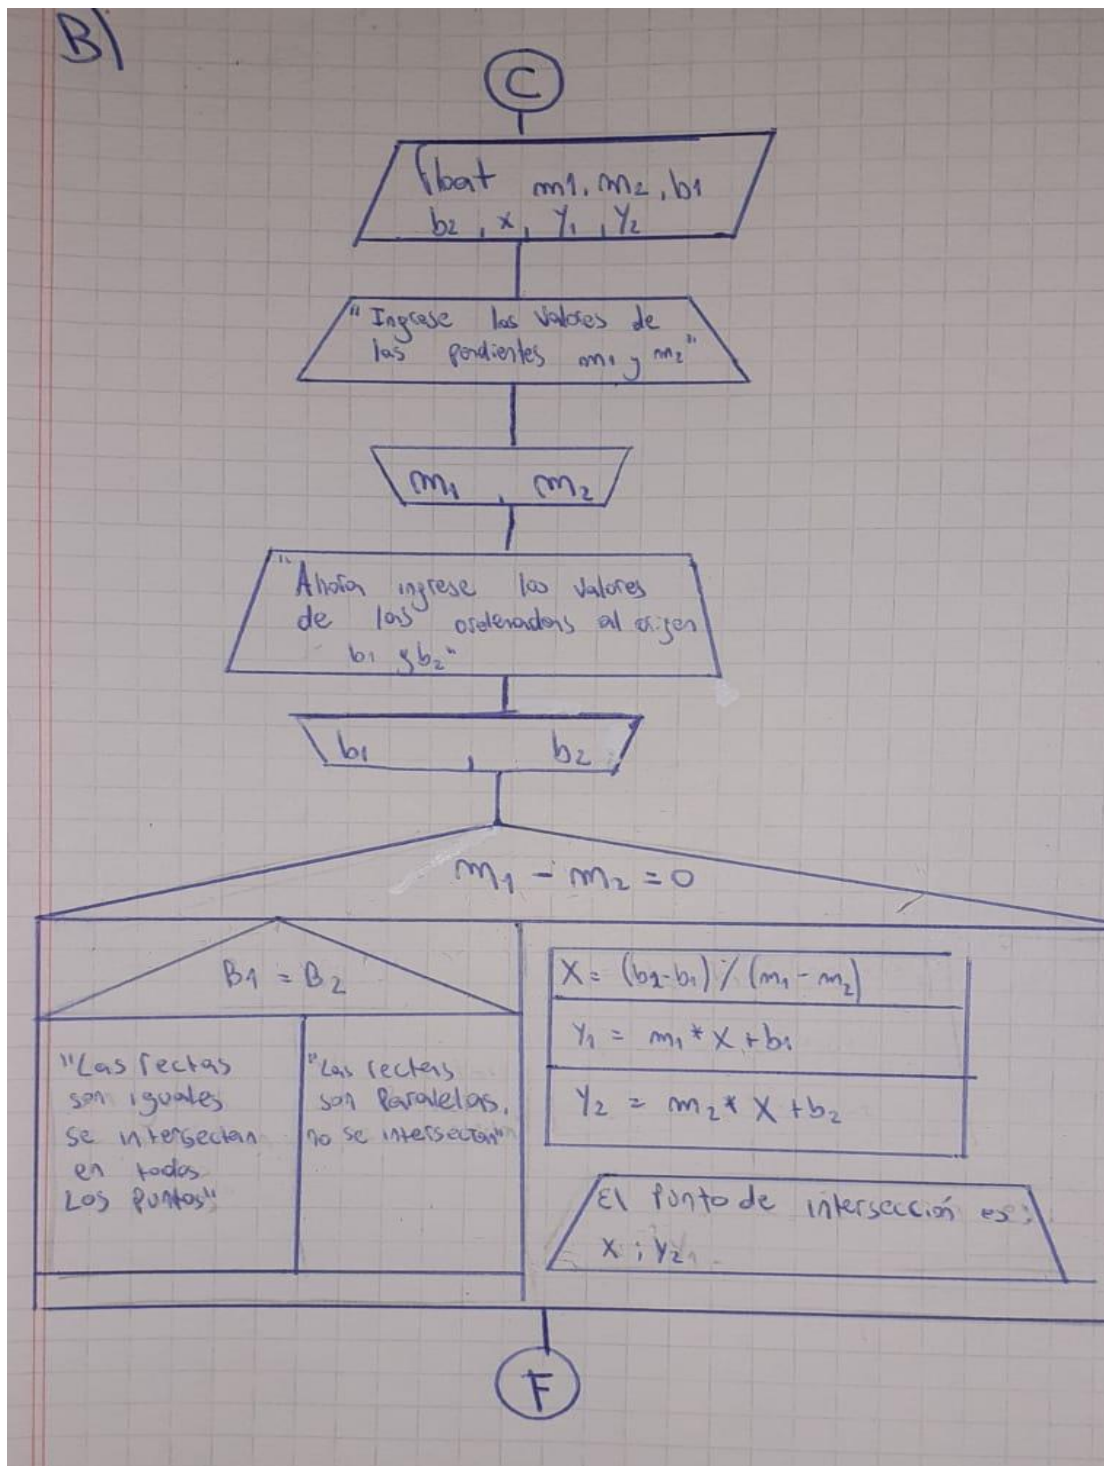 B)
C
float m1, m2, b1
b2, x, Y1, Y2
"Ingrese los valores de
las pendientes m1 y m2"
m1 , m2
"Ahora ingrese los valores
de las ordenadas al origen
b1 y b2"
b1 , b2
m1 - m2 = 0
B1 = B2
"Las rectas
son iguales
se intersectan
en todos
Los Puntos"
"Las rectas
son Paralelas,
no se intersectan"
X = (b2-b1) / (m1 - m2)
Y1 = m1 * X + b1
Y2 = m2 * X + b2
El Punto de intersección es:
X ; Y2
F